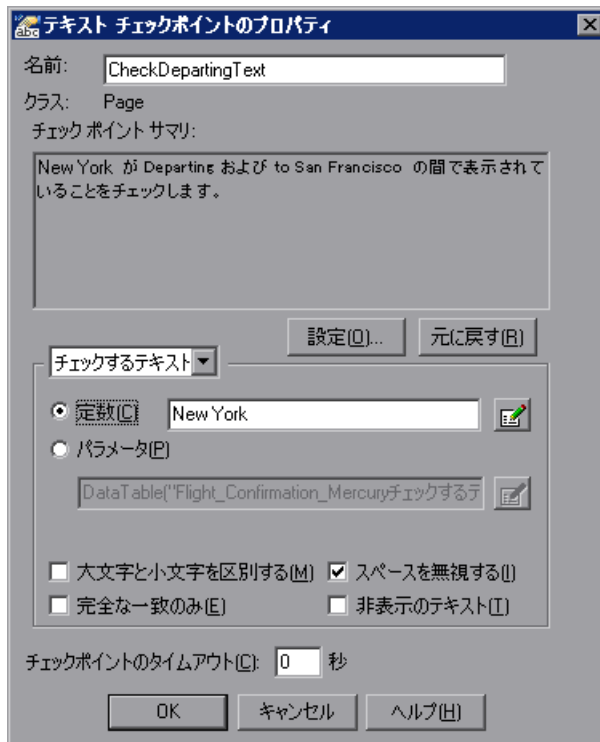 テキスト チェックポイントのプロパティ
名前: CheckDepartingText
クラス: Page
チェックポイント サマリ:
New York が Departing および to San Francisco の間で表示されて
いることをチェックします。
設定(O)... 元に戻す(R)
チェックするテキスト
定数(C) New York
パラメータ(P)
DataTable("Flight_Confirmation_Mercuryチェックするテ
大文字と小文字を区別する(M) スペースを無視する(I)
完全な一致のみ(E) 非表示のテキスト(T)
チェックポイントのタイムアウト(C): 0 秒
OK キャンセル ヘルプ(H)